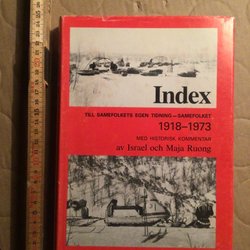 Index
TILL SAMEFOLKETS EGEN TIDNING—SAMEFOLKET
1918–1973
MED HISTORISK KOMMENTAR
av Israel och Maja Ruong